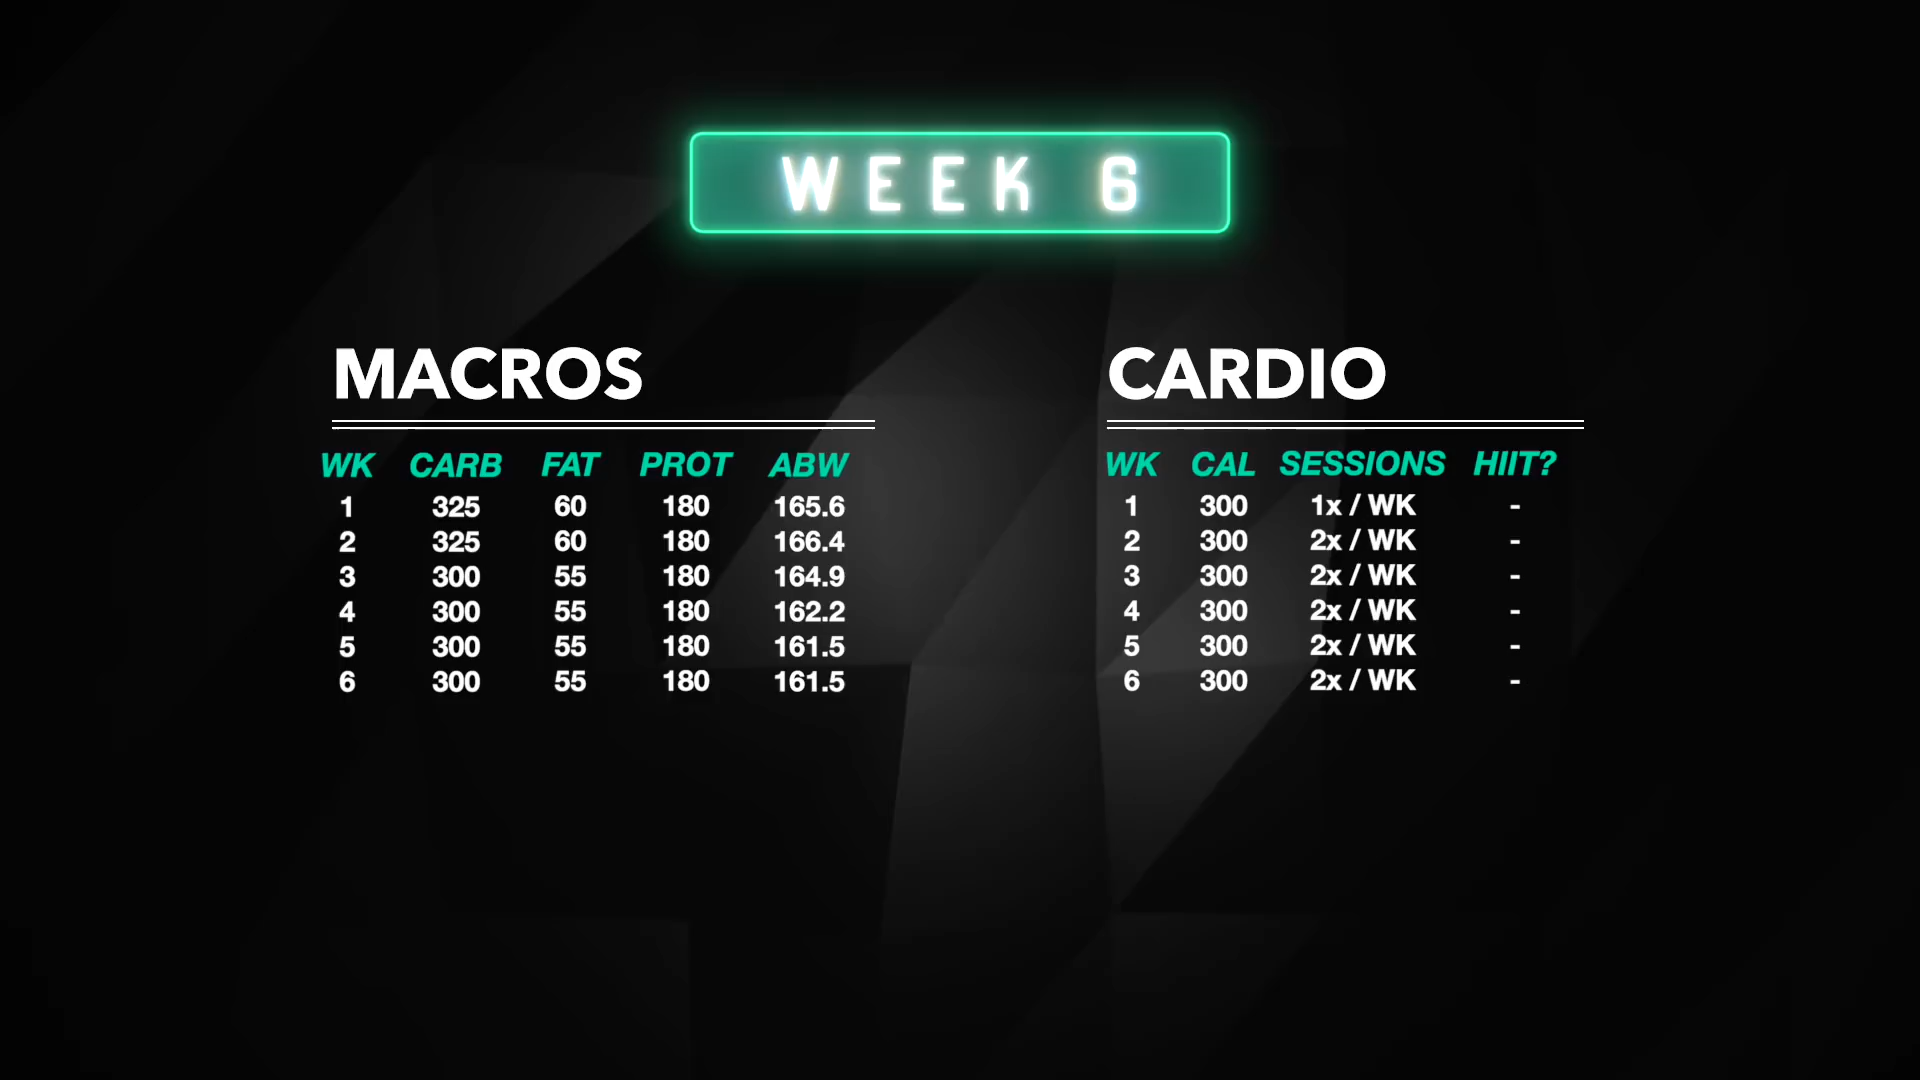 WEEK 6
MACROS
WK CARB FAT PROT ABW
1 325 60 180 165.6
2 325 60 180 166.4
3 300 55 180 164.9
4 300 55 180 162.2
5 300 55 180 161.5
6 300 55 180 161.5
CARDIO
WK CAL SESSIONS HIIT?
1 300 1x / WK -
2 300 2x / WK -
3 300 2x / WK -
4 300 2x / WK -
5 300 2x / WK -
6 300 2x / WK -